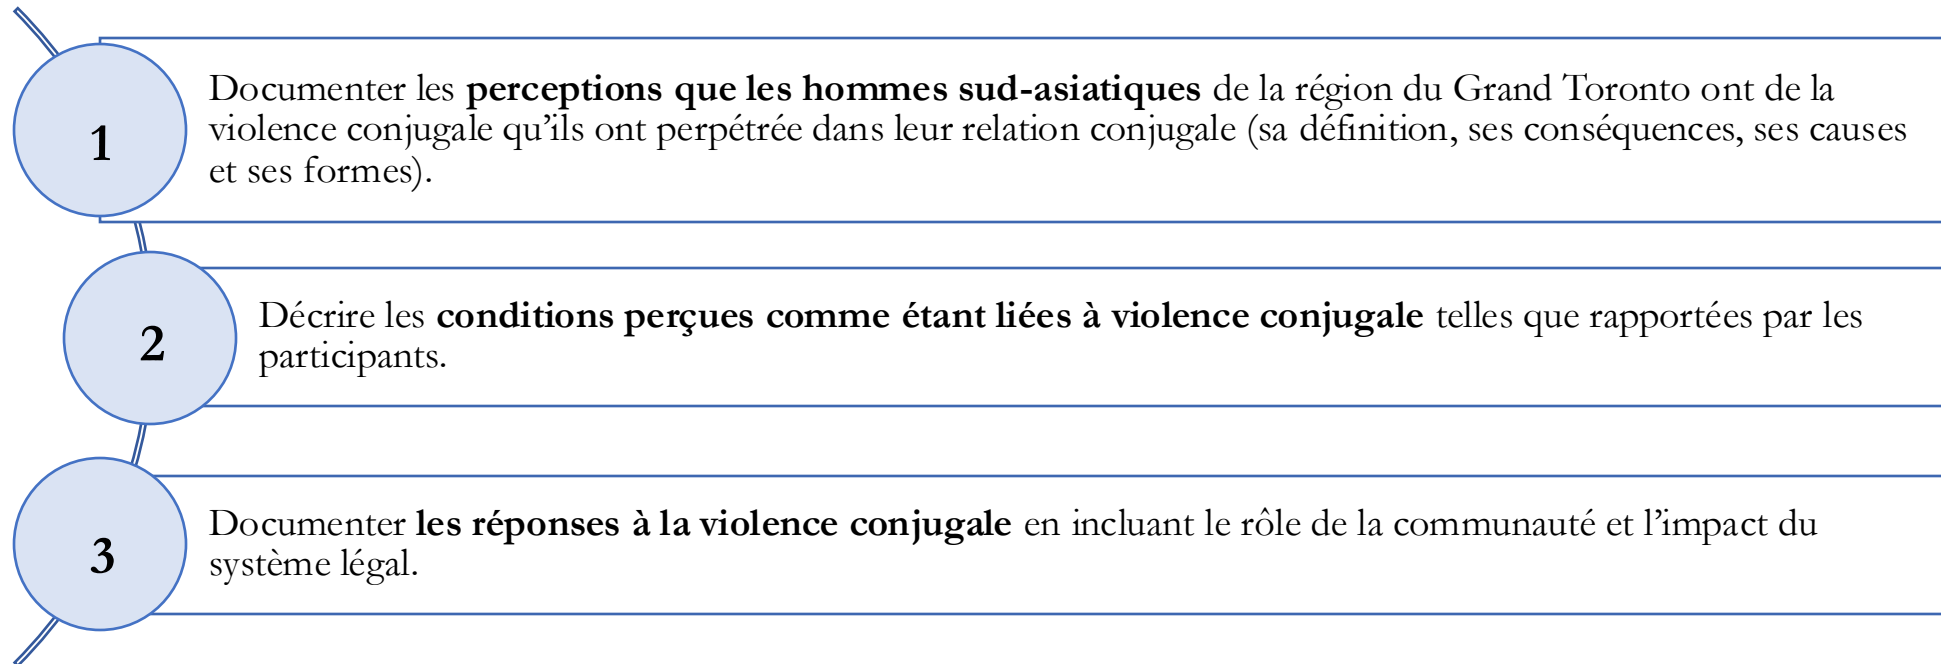 1
Documenter les perceptions que les hommes sud-asiatiques de la région du Grand Toronto ont de la
violence conjugale qu’ils ont perpétrée dans leur relation conjugale (sa définition, ses conséquences, ses causes
et ses formes).
2
Décrire les conditions perçues comme étant liées à violence conjugale telles que rapportées par les
participants.
3
Documenter les réponses à la violence conjugale en incluant le rôle de la communauté et l’impact du
système légal.